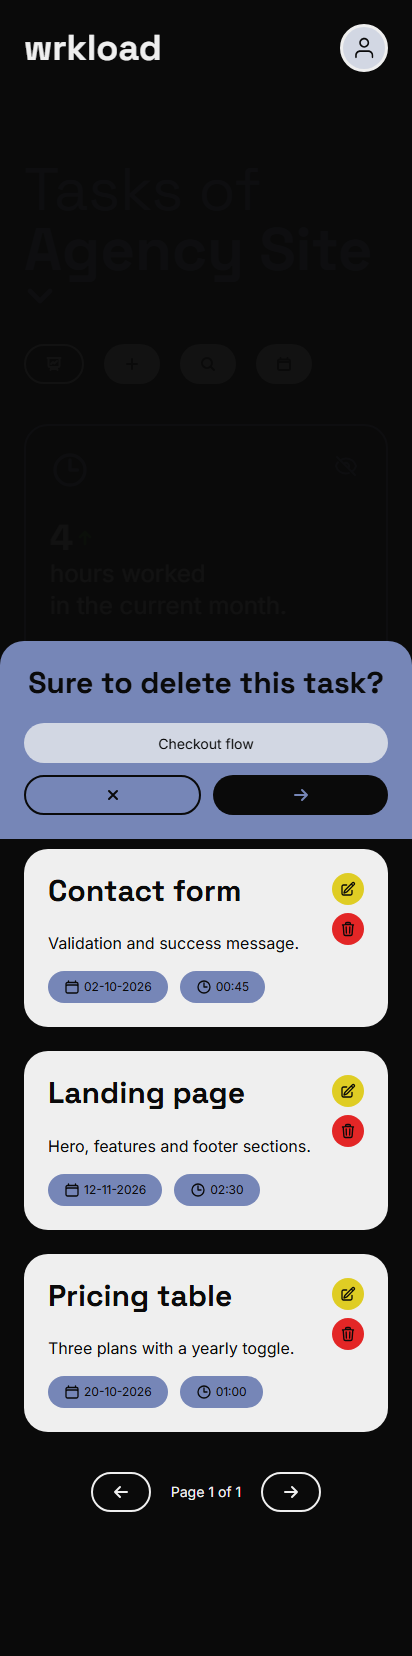 wrkload
Tasks of
Agency Site
4
hours worked
in the current month.
Sure to delete this task?
Checkout flow
Contact form
Validation and success message.
02-10-2026 00:45
Landing page
Hero, features and footer sections.
12-11-2026 02:30
Pricing table
Three plans with a yearly toggle.
20-10-2026 01:00
Page 1 of 1